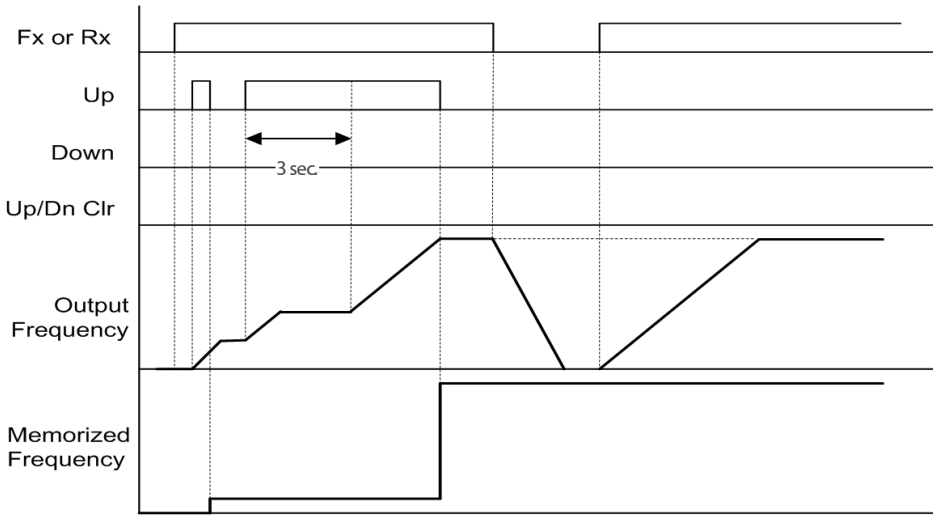 Fx or Rx
Up
3 sec.
Down
Up/Dn Clr
Output
Frequency
Memorized
Frequency